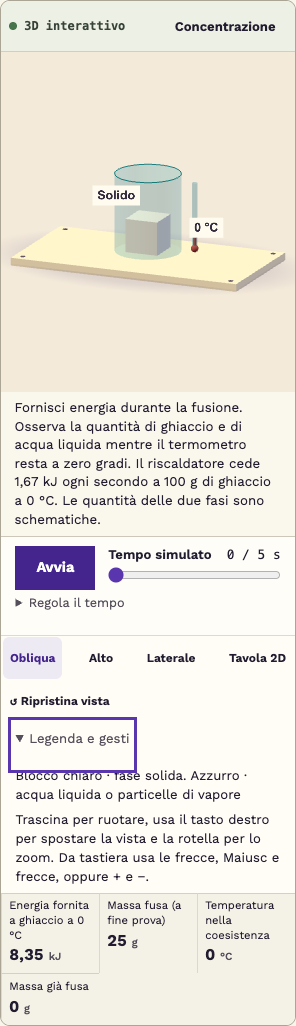 3D interattivo
Concentrazione
Solido
0 °C
Fornisci energia durante la fusione.
Osserva la quantità di ghiaccio e di
acqua liquida mentre il termometro
resta a zero gradi. Il riscaldatore cede
1,67 kJ ogni secondo a 100 g di ghiaccio
a 0 °C. Le quantità delle due fasi sono
schematiche.
Avvia
Tempo simulato 0 / 5 s
▶ Regola il tempo
Obliqua Alto Laterale Tavola 2D
↺ Ripristina vista
▼ Legenda e gesti
Blocco chiaro · fase solida. Azzurro ·
acqua liquida o particelle di vapore
Trascina per ruotare, usa il tasto destro
per spostare la vista e la rotella per lo
zoom. Da tastiera usa le frecce, Maiusc e
frecce, oppure + e −.
Energia fornita
a ghiaccio a 0
°C
8,35 kJ
Massa fusa (a
fine prova)
25 g
Temperatura
nella
coesistenza
0 °C
Massa già fusa
0 g